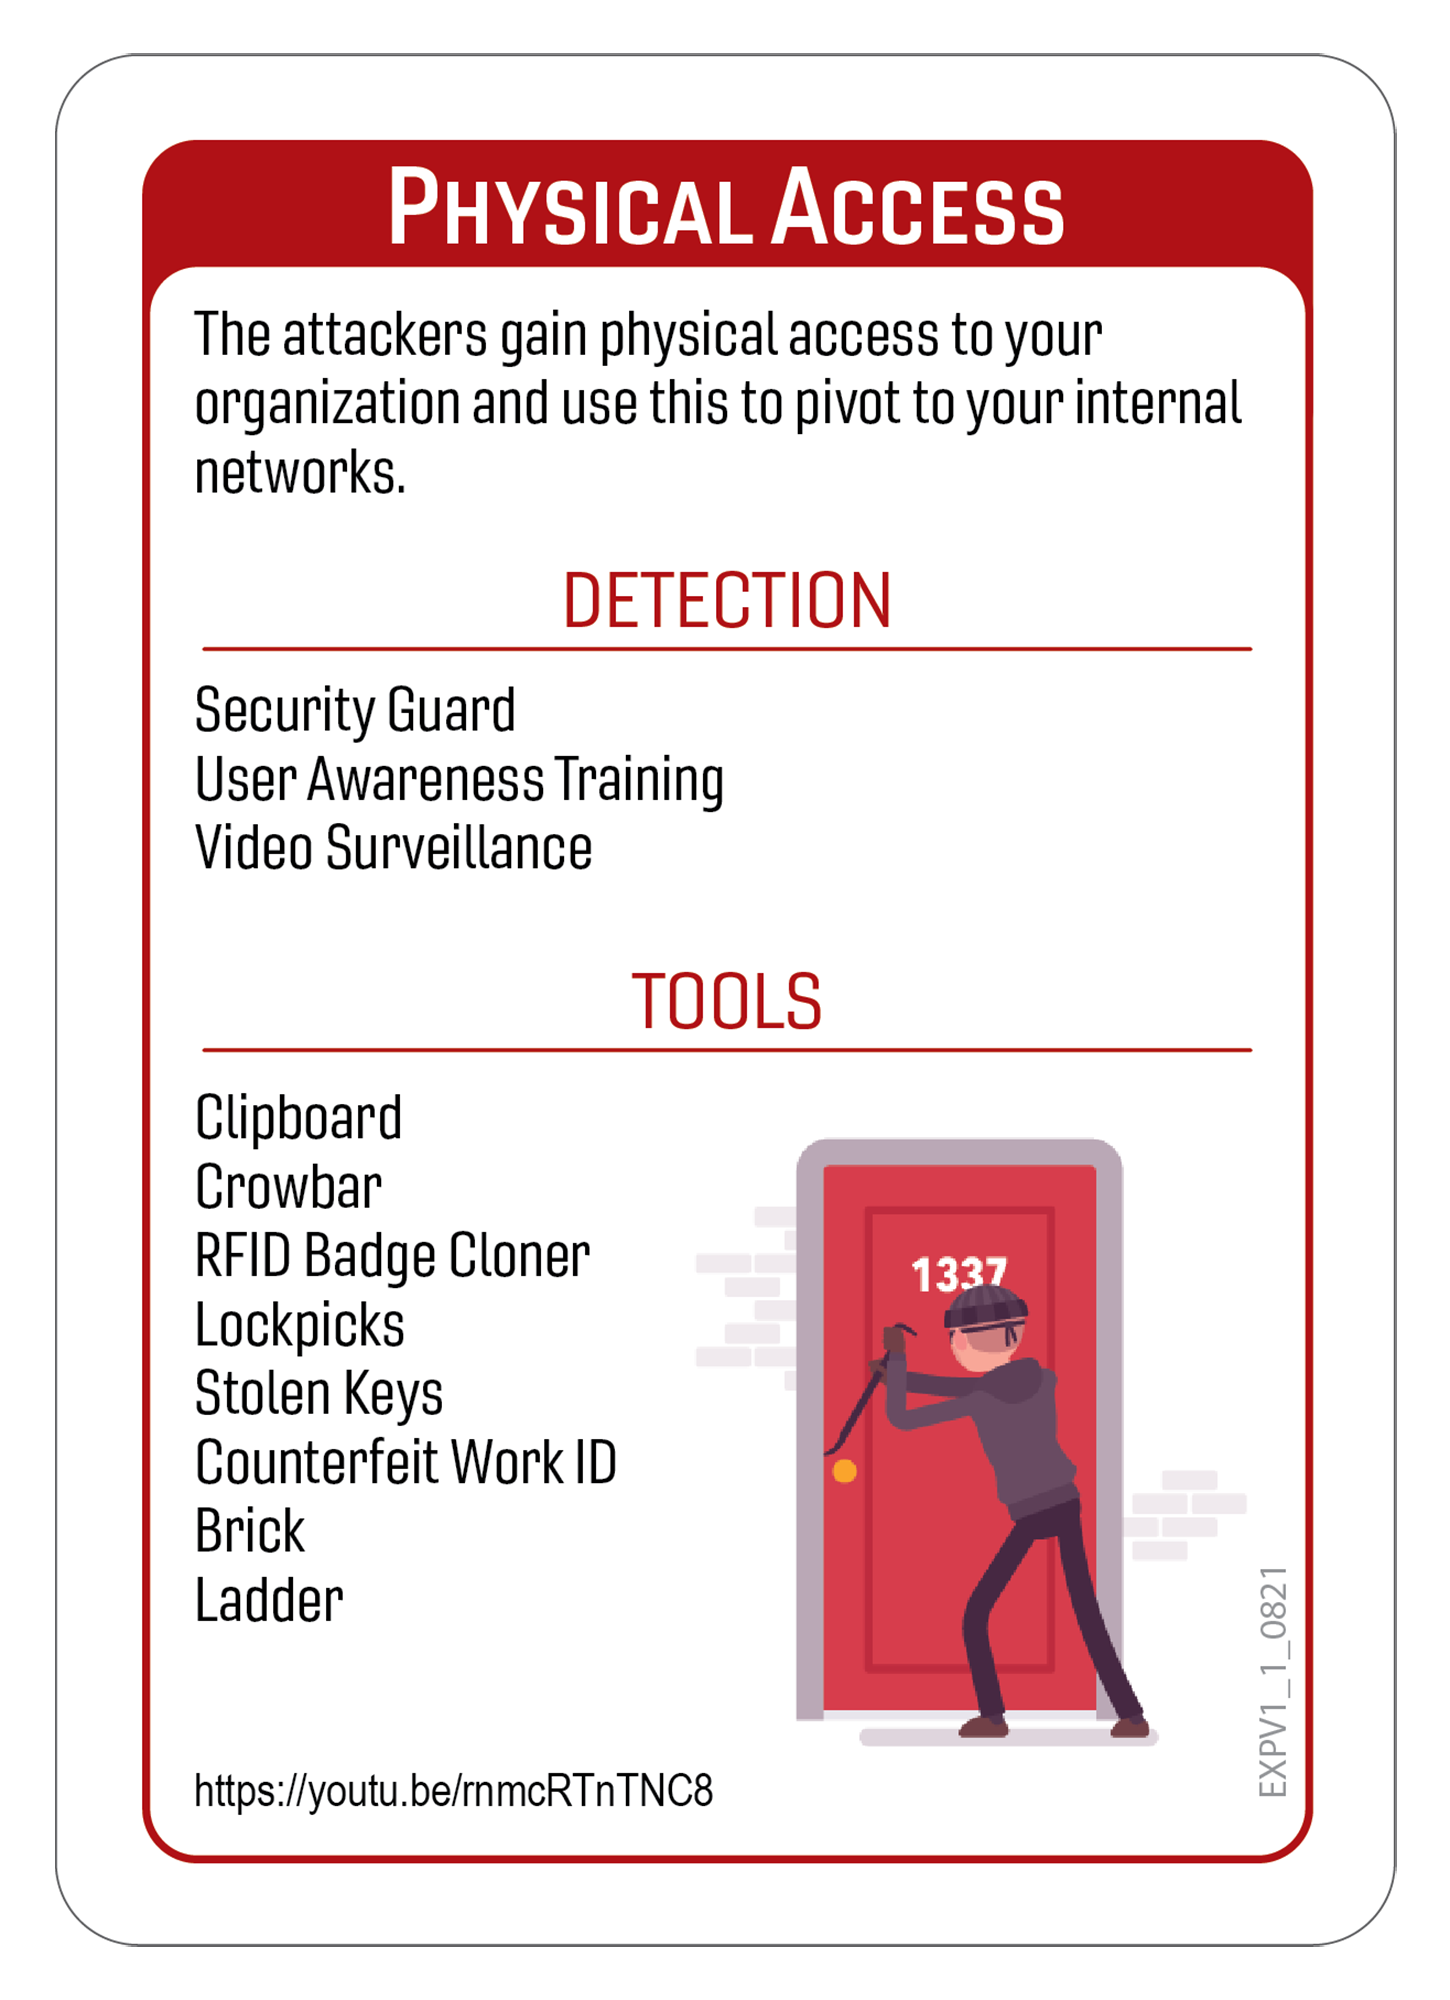 PHYSICAL ACCESS
The attackers gain physical access to your
organization and use this to pivot to your internal
networks.
DETECTION
Security Guard
User Awareness Training
Video Surveillance
TOOLS
Clipboard
Crowbar
RFID Badge Cloner
Lockpicks
Stolen Keys
Counterfeit Work ID
Brick
Ladder
1337
https://youtu.be/rnmcRTnTNC8
EXPV1_1_0821